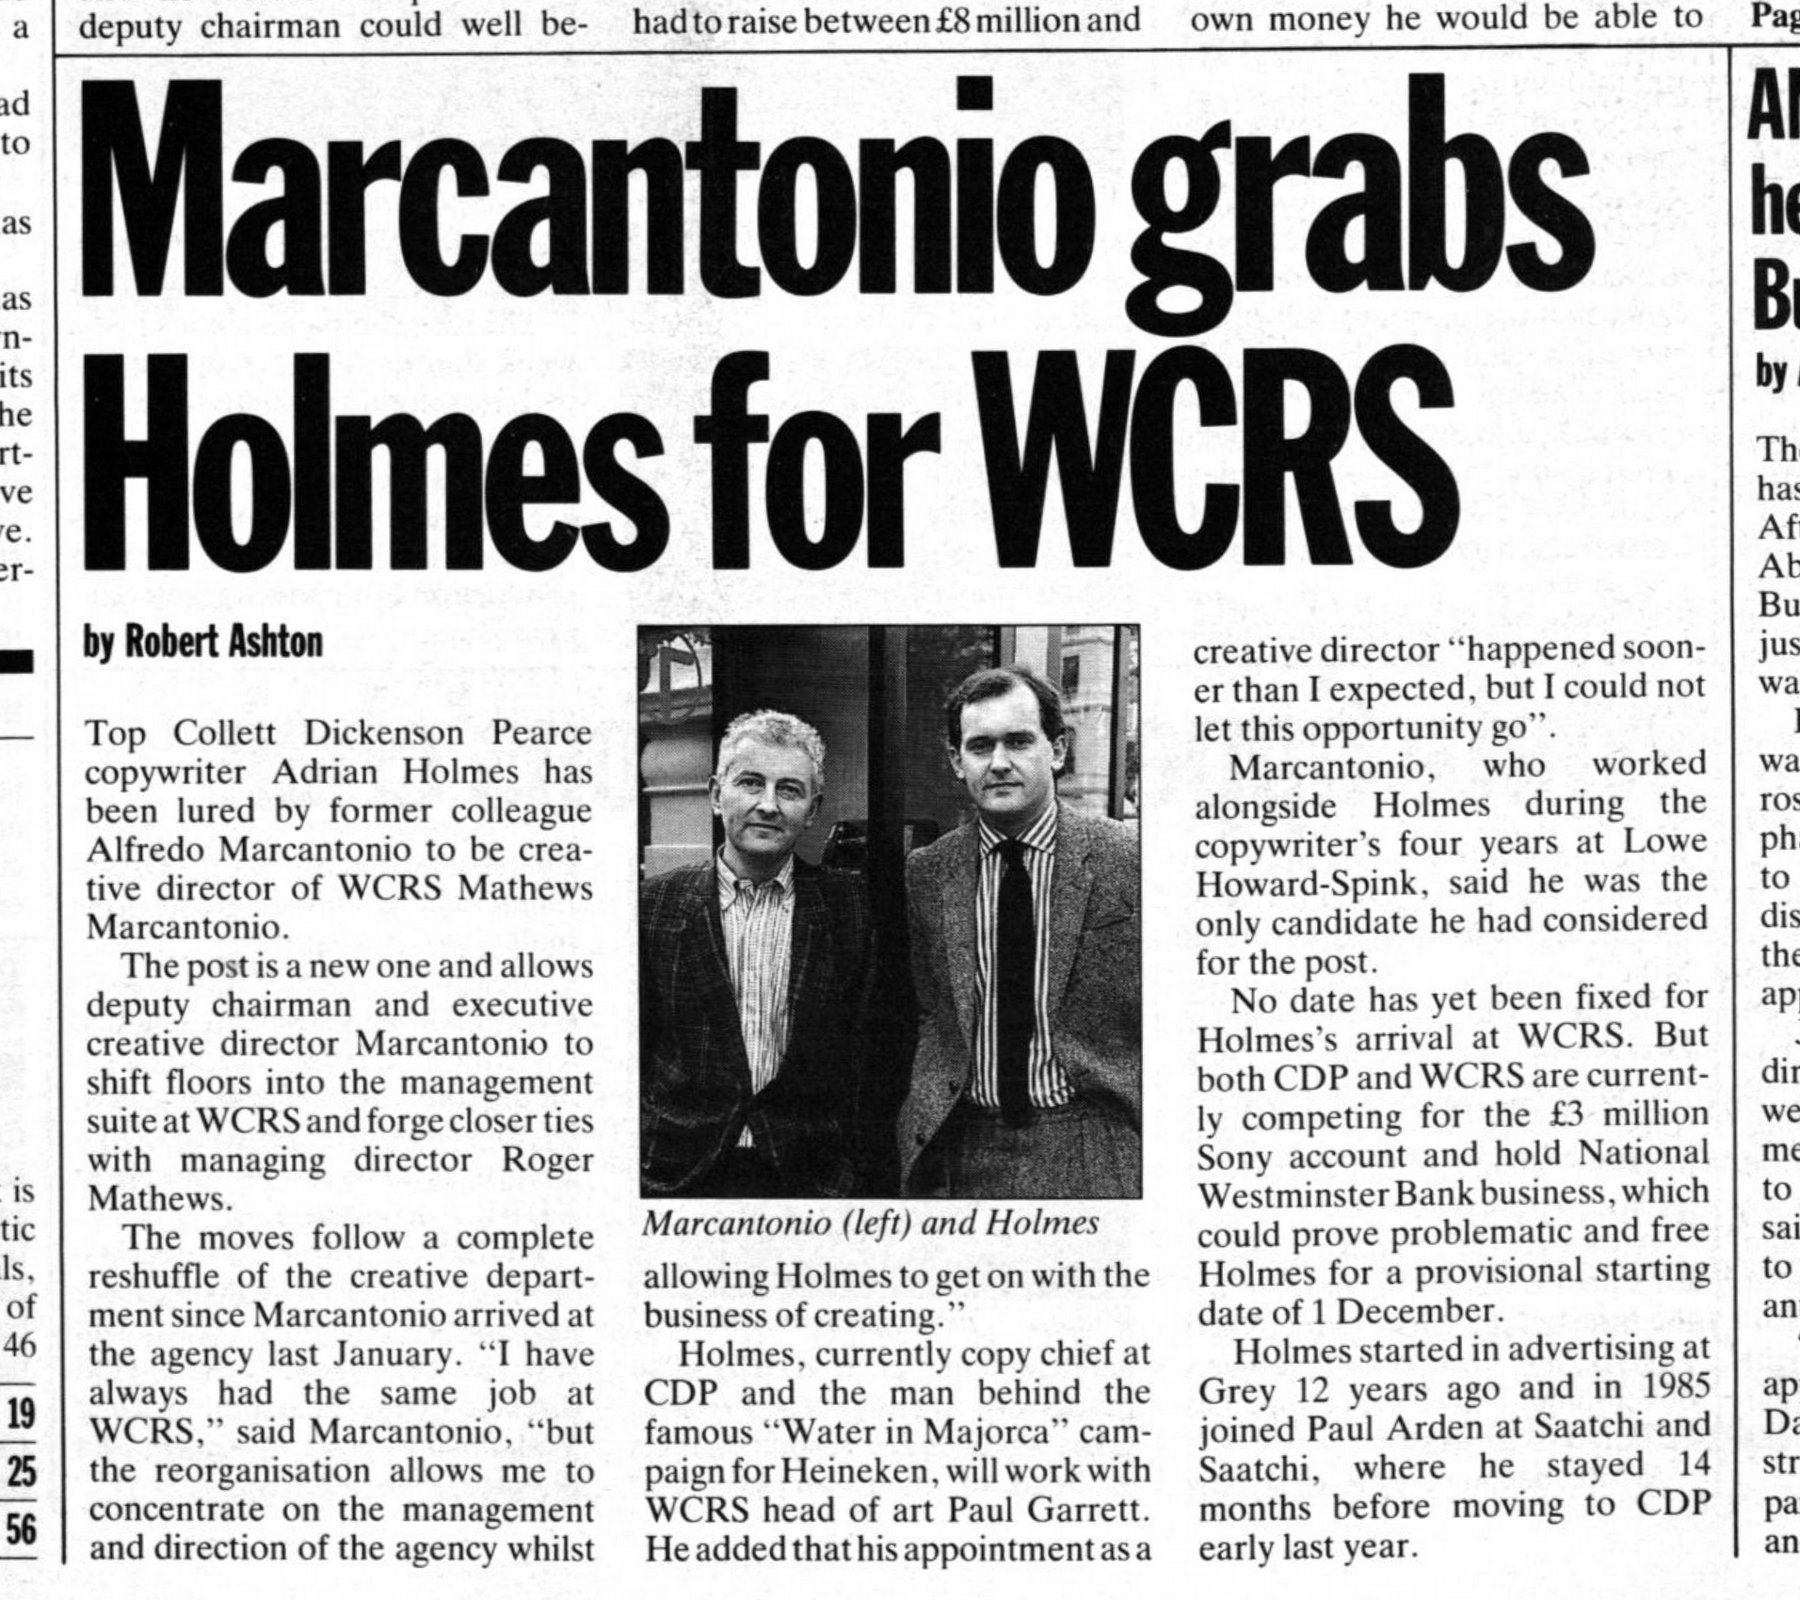 a
ad
to
as
as
n-
its
he
rt-
ve
ve.
er-
is
tic
ls,
of
46
19
25
56
deputy chairman could well be-
had to raise between £8 million and
own money he would be able to
Marcantonio grabs
Holmes for WCRS
by Robert Ashton
Top Collett Dickenson Pearce
copywriter Adrian Holmes has
been lured by former colleague
Alfredo Marcantonio to be crea-
tive director of WCRS Mathews
Marcantonio.
The post is a new one and allows
deputy chairman and executive
creative director Marcantonio to
shift floors into the management
suite at WCRS and forge closer ties
with managing director Roger
Mathews.
The moves follow a complete
reshuffle of the creative depart-
ment since Marcantonio arrived at
the agency last January. “I have
always had the same job at
WCRS,” said Marcantonio, “but
the reorganisation allows me to
concentrate on the management
and direction of the agency whilst
Marcantonio (left) and Holmes
allowing Holmes to get on with the
business of creating.”
Holmes, currently copy chief at
CDP and the man behind the
famous “Water in Majorca” cam-
paign for Heineken, will work with
WCRS head of art Paul Garrett.
He added that his appointment as a
creative director “happened soon-
er than I expected, but I could not
let this opportunity go”.
Marcantonio, who worked
alongside Holmes during the
copywriter’s four years at Lowe
Howard-Spink, said he was the
only candidate he had considered
for the post.
No date has yet been fixed for
Holmes’s arrival at WCRS. But
both CDP and WCRS are current-
ly competing for the £3 million
Sony account and hold National
Westminster Bank business, which
could prove problematic and free
Holmes for a provisional starting
date of 1 December.
Holmes started in advertising at
Grey 12 years ago and in 1985
joined Paul Arden at Saatchi and
Saatchi, where he stayed 14
months before moving to CDP
early last year.
Pag
he
Bu
by
The
has
Aft
Ab
Bu
jus
wa
wa
ros
pha
to
dis
the
app
dir
we
me
to
sai
to
an
app
Da
str
pa
an